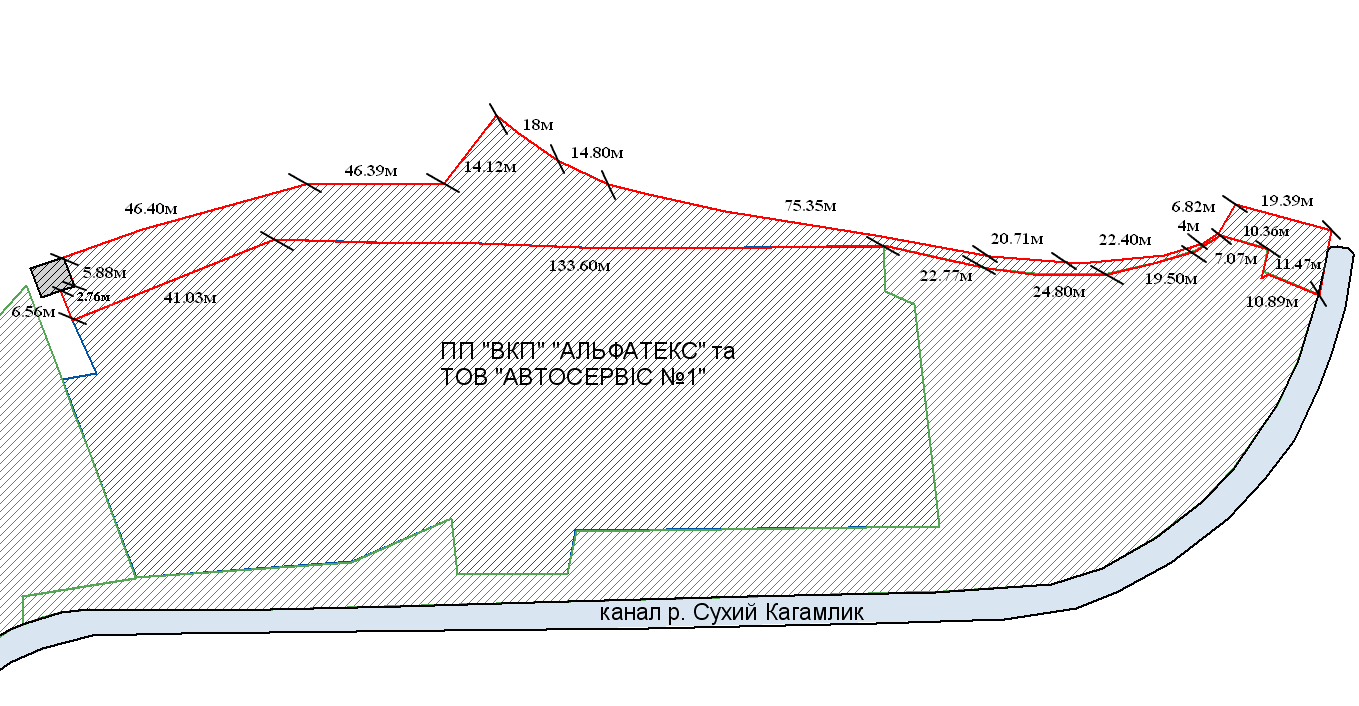 18м
14.80м
46.39м
14.12м
46.40м
75.35м
6.82м
19.39м
4м
10.36м
20.71м
22.40м
7.07м
11.47м
5.88м
2.76м
41.03м
133.60м
22.77м
24.80м
19.50м
10.89м
6.56м
ПП "ВКП" "АЛЬФАТЕКС" та
ТОВ "АВТОСЕРВІС №1"
канал р. Сухий Кагамлик